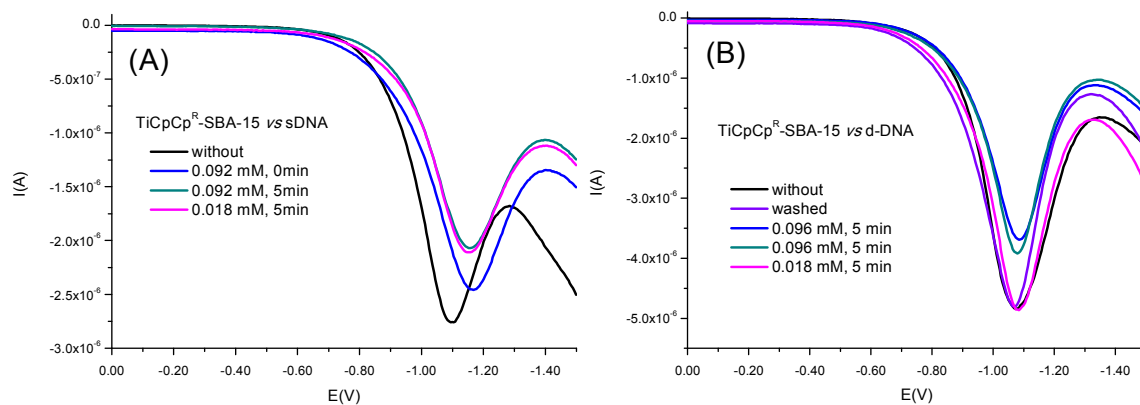 (A)
TiCpCpᴿ-SBA-15 vs sDNA
without
0.092 mM, 0min
0.092 mM, 5min
0.018 mM, 5min
I(A)
0.0
-5.0x10⁻⁷
-1.0x10⁻⁶
-1.5x10⁻⁶
-2.0x10⁻⁶
-2.5x10⁻⁶
-3.0x10⁻⁶
0.00 -0.20 -0.40 -0.60 -0.80 -1.00 -1.20 -1.40
E(V)
(B)
TiCpCpᴿ-SBA-15 vs d-DNA
without
washed
0.096 mM, 5 min
0.096 mM, 5 min
0.018 mM, 5 min
I(A)
0.0
-1.0x10⁻⁶
-2.0x10⁻⁶
-3.0x10⁻⁶
-4.0x10⁻⁶
-5.0x10⁻⁶
0.00 -0.20 -0.40 -0.60 -0.80 -1.00 -1.20 -1.40
E(V)